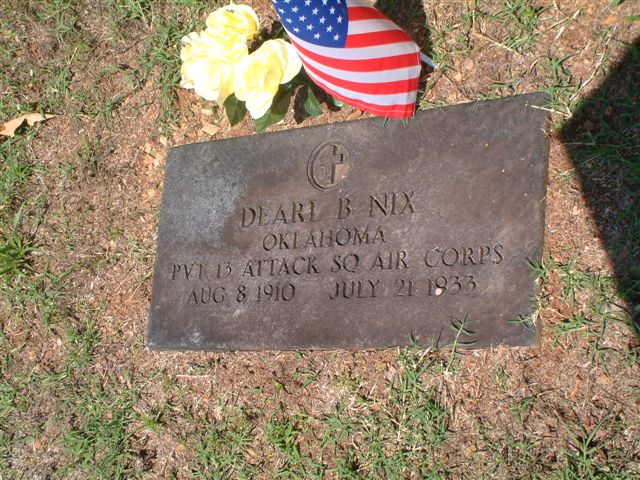 DEARL B NIX
OKLAHOMA
PVT 13 ATTACK SQ AIR CORPS
AUG 8 1910 JULY 21 1933